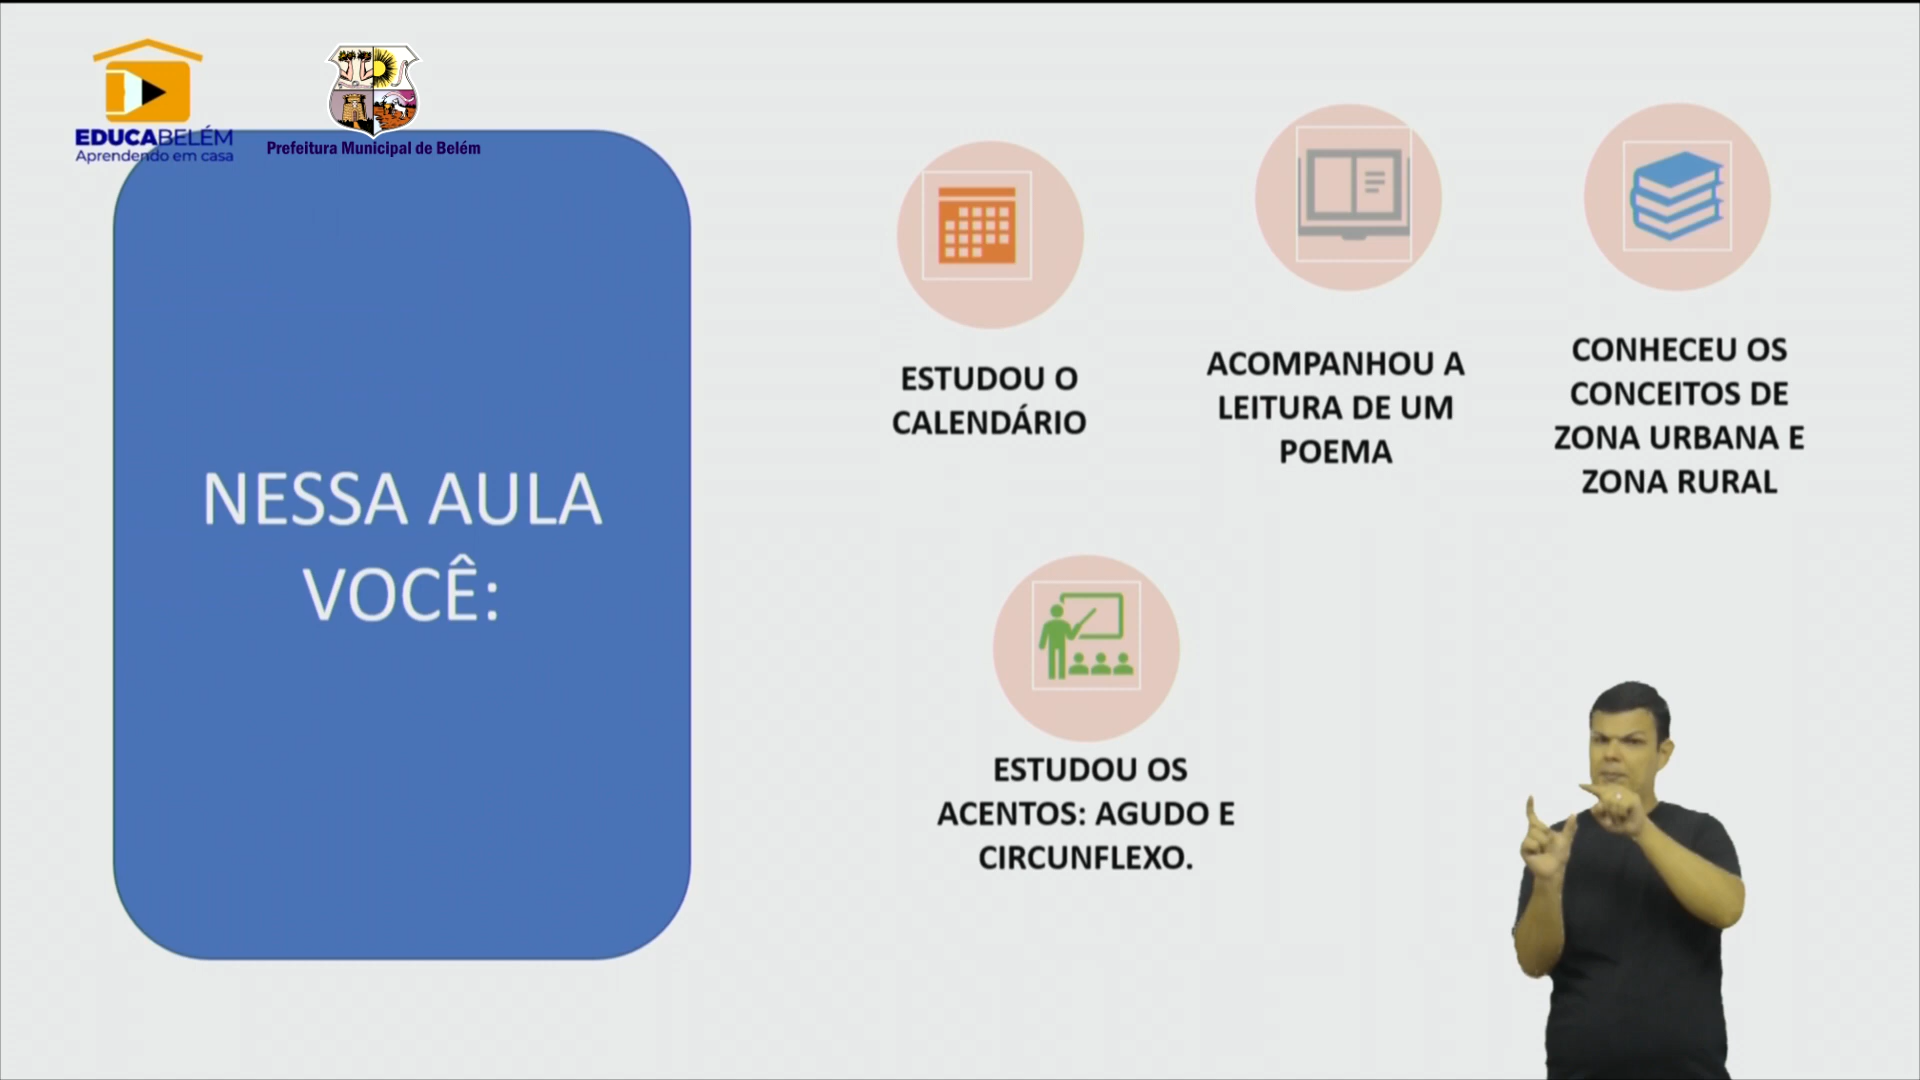 EDUCABELÉM
Aprendendo em casa
Prefeitura Municipal de Belém
NESSA AULA
VOCÊ:
ESTUDOU O
CALENDÁRIO
ACOMPANHOU A
LEITURA DE UM
POEMA
CONHECEU OS
CONCEITOS DE
ZONA URBANA E
ZONA RURAL
ESTUDOU OS
ACENTOS: AGUDO E
CIRCUNFLEXO.